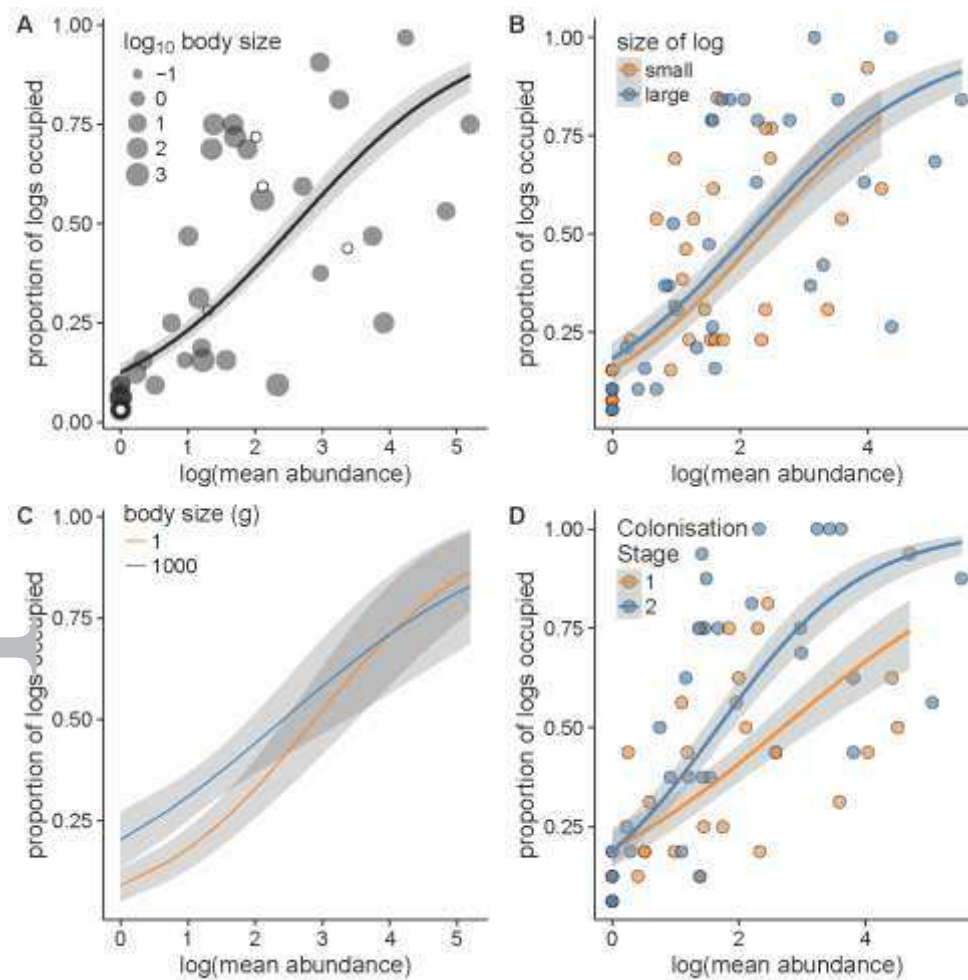 A
log10 body size
−1
0
1
2
3
1.00
0.75
0.50
0.25
0.00
proportion of logs occupied
0 1 2 3 4 5
log(mean abundance)
B
size of log
small
large
1.00
0.75
0.50
0.25
proportion of logs occupied
0 2 4
log(mean abundance)
C
body size (g)
1
1000
1.00
0.75
0.50
0.25
proportion of logs occupied
0 1 2 3 4 5
log(mean abundance)
D
Colonisation
Stage
1
2
1.00
0.75
0.50
0.25
proportion of logs occupied
0 2 4
log(mean abundance)